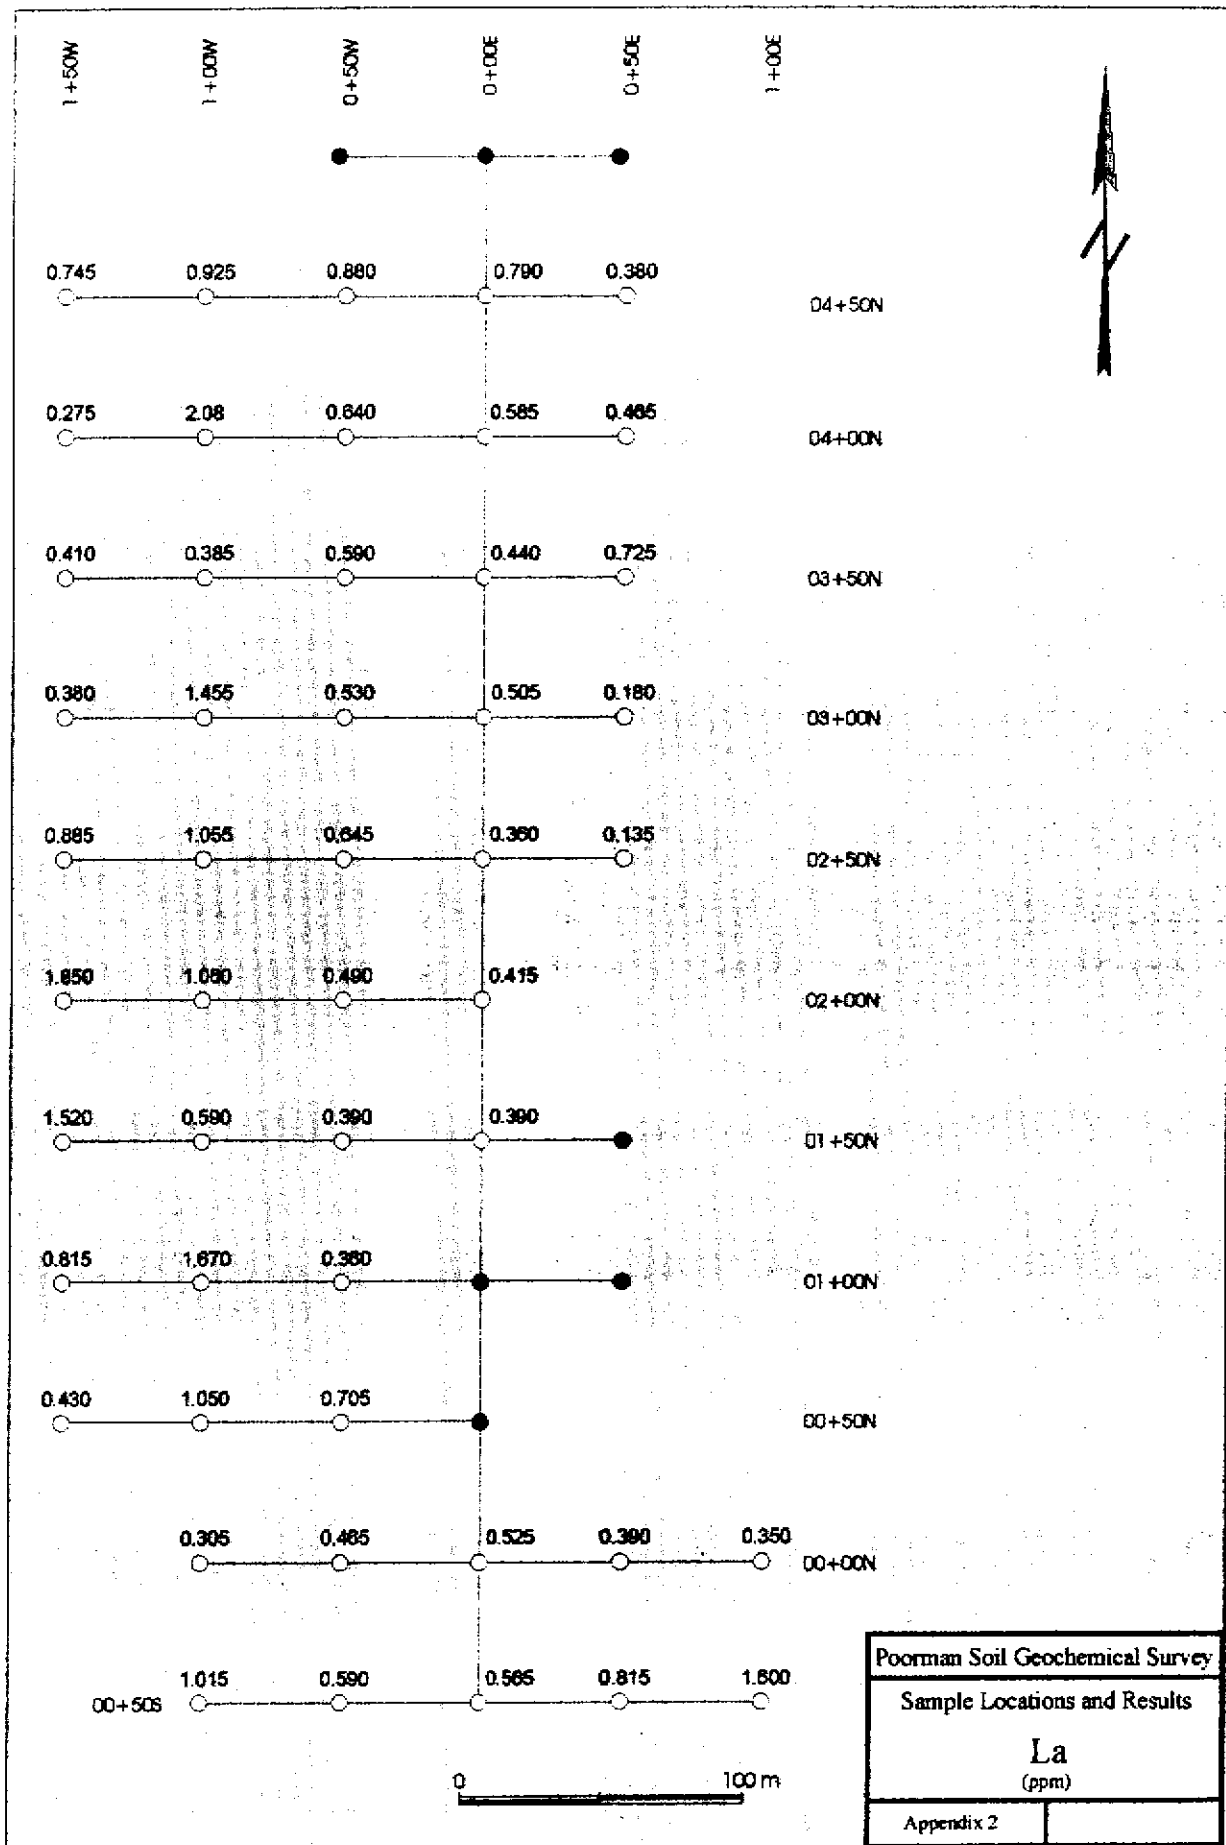 1+50W 1+00W 0+50W 0+00E 0+50E 1+00E
0.745 0.925 0.880 0.790 0.380
04+50N
0.275 2.08 0.640 0.585 0.465
04+00N
0.410 0.385 0.590 0.440 0.725
03+50N
0.380 1.455 0.530 0.505 0.180
03+00N
0.885 1.055 0.645 0.360 0.135
02+50N
1.850 1.060 0.490 0.415
02+00N
1.520 0.590 0.390 0.390
01+50N
0.815 1.670 0.360
01+00N
0.430 1.050 0.705
00+50N
0.305 0.465 0.525 0.390 0.350
00+00N
1.015 0.590 0.565 0.815 1.600
00+50S
0 100 m
Poorman Soil Geochemical Survey
Sample Locations and Results
La
(ppm)
Appendix 2